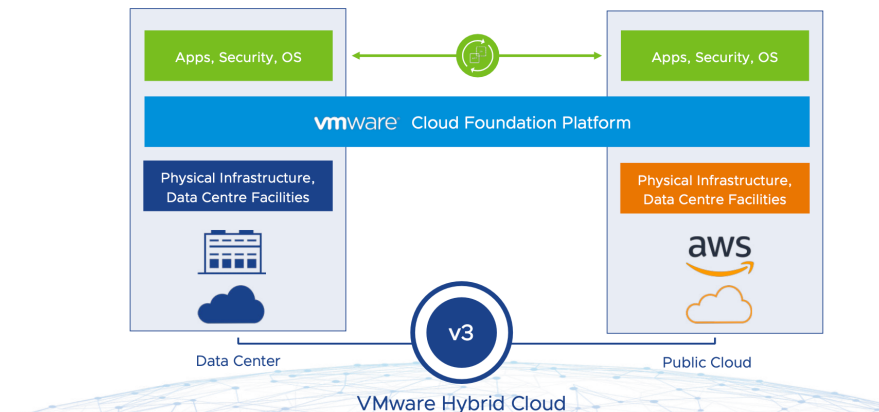 Apps, Security, OS
Apps, Security, OS
vmware Cloud Foundation Platform
Physical Infrastructure,
Data Centre Facilities
Physical Infrastructure,
Data Centre Facilities
aws
v3
Data Center
Public Cloud
VMware Hybrid Cloud